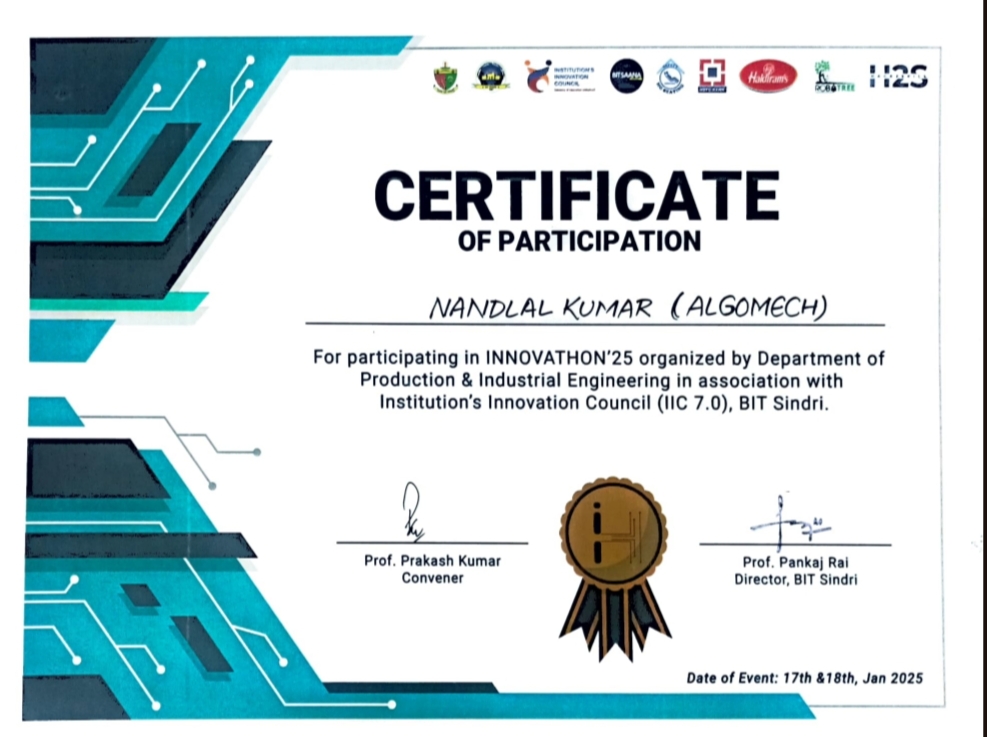 INSTITUTION'S
INNOVATION
COUNCIL
Haldiram's
ROBOTREE
H2S
CERTIFICATE
OF PARTICIPATION
NANDLAL KUMAR (ALGOMECH)
For participating in INNOVATHON'25 organized by Department of
Production & Industrial Engineering in association with
Institution's Innovation Council (IIC 7.0), BIT Sindri.
Prof. Prakash Kumar
Convener
Prof. Pankaj Rai
Director, BIT Sindri
Date of Event: 17th &18th, Jan 2025